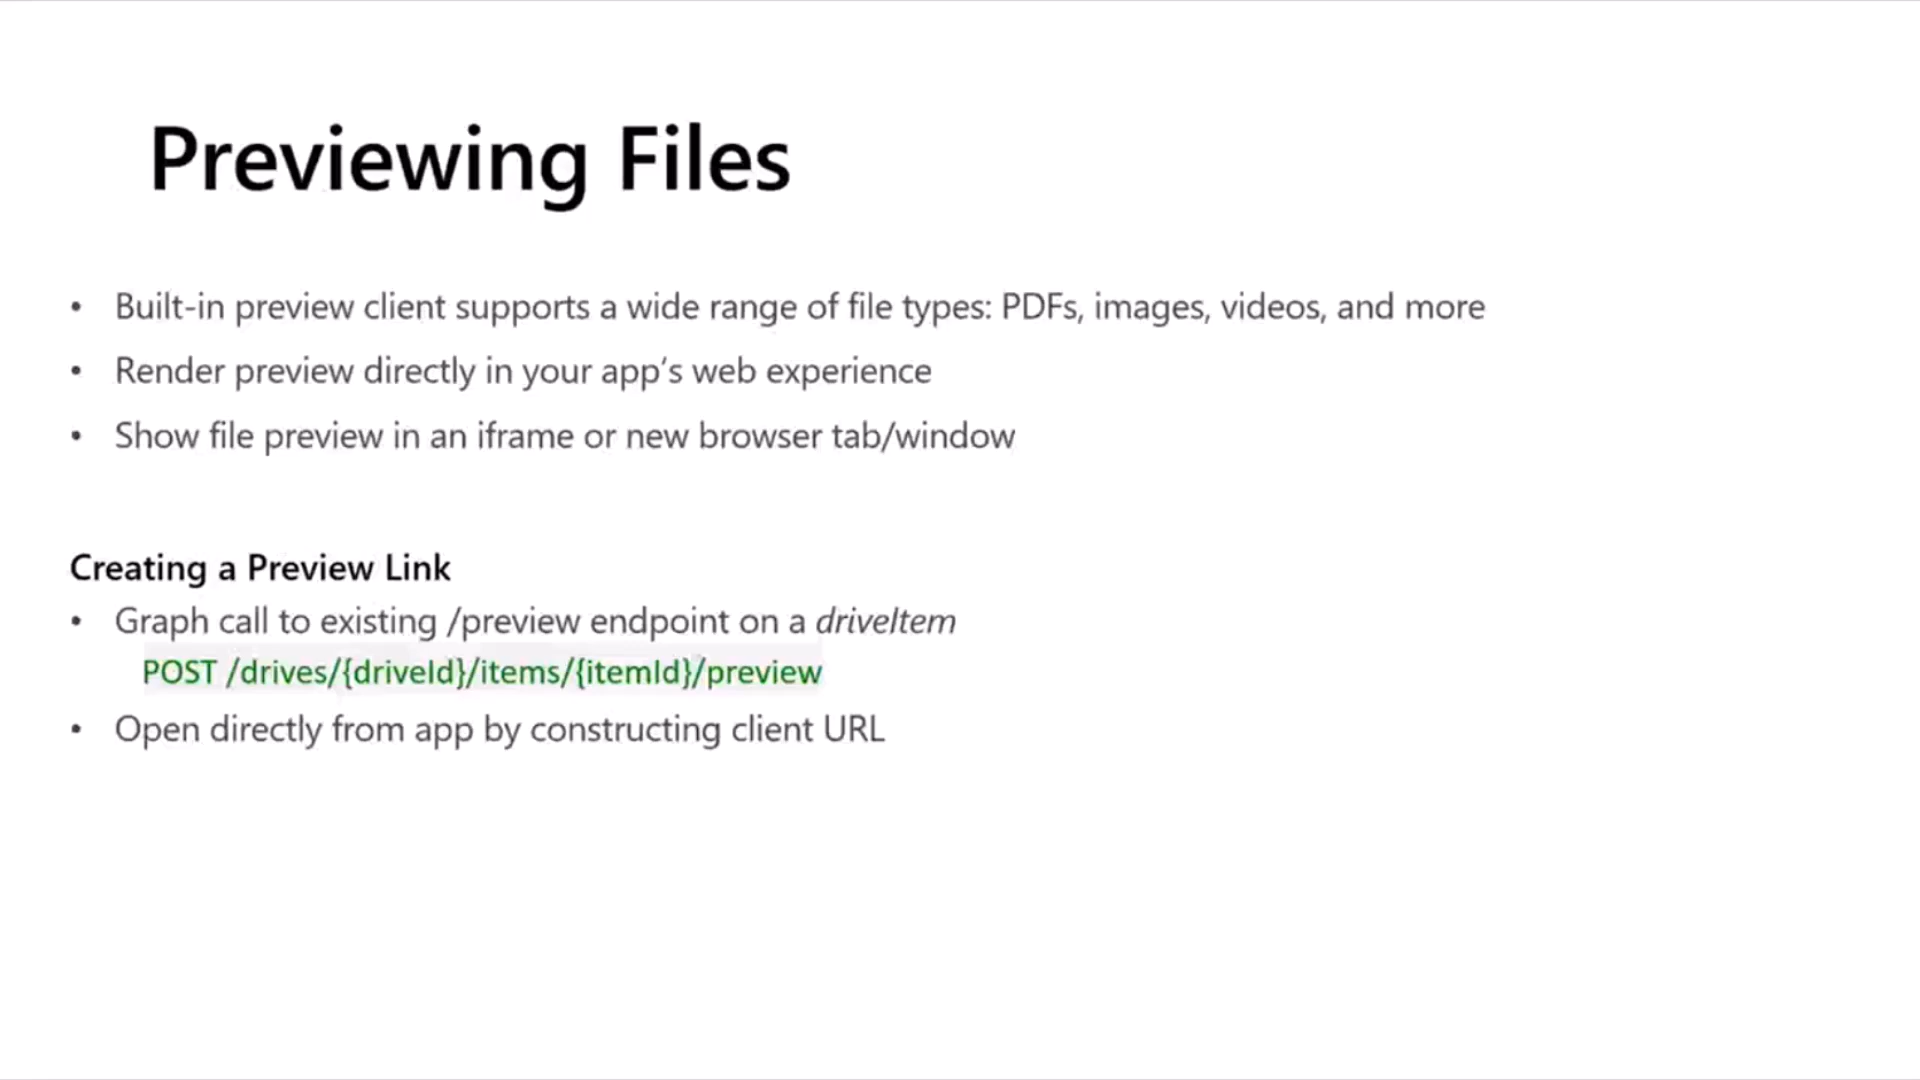 Previewing Files
• Built-in preview client supports a wide range of file types: PDFs, images, videos, and more
• Render preview directly in your app's web experience
• Show file preview in an iframe or new browser tab/window
Creating a Preview Link
• Graph call to existing /preview endpoint on a driveItem
POST /drives/{driveId}/items/{itemId}/preview
• Open directly from app by constructing client URL